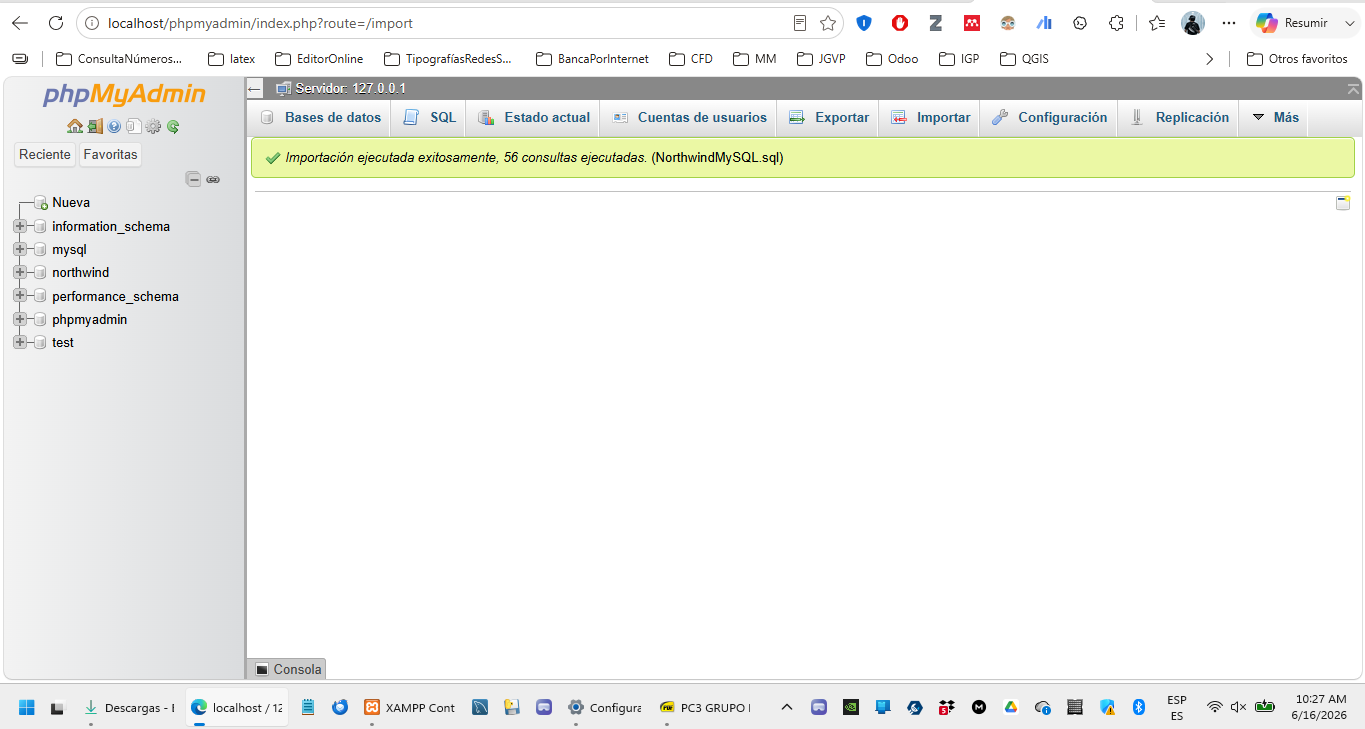 localhost/phpmyadmin/index.php?route=/import
Resumir
ConsultaNúmeros...
latex
EditorOnline
TipografíasRedesS...
BancaPorInternet
CFD
MM
JGVP
Odoo
IGP
QGIS
Otros favoritos
phpMyAdmin
Reciente
Favoritas
Nueva
information_schema
mysql
northwind
performance_schema
phpmyadmin
test
Servidor: 127.0.0.1
Bases de datos
SQL
Estado actual
Cuentas de usuarios
Exportar
Importar
Configuración
Replicación
Más
Importación ejecutada exitosamente, 56 consultas ejecutadas. (NorthwindMySQL.sql)
Consola
Descargas -
localhost / 12
XAMPP Cont
Configura
PC3 GRUPO
ESP
ES
10:27 AM
6/16/2026